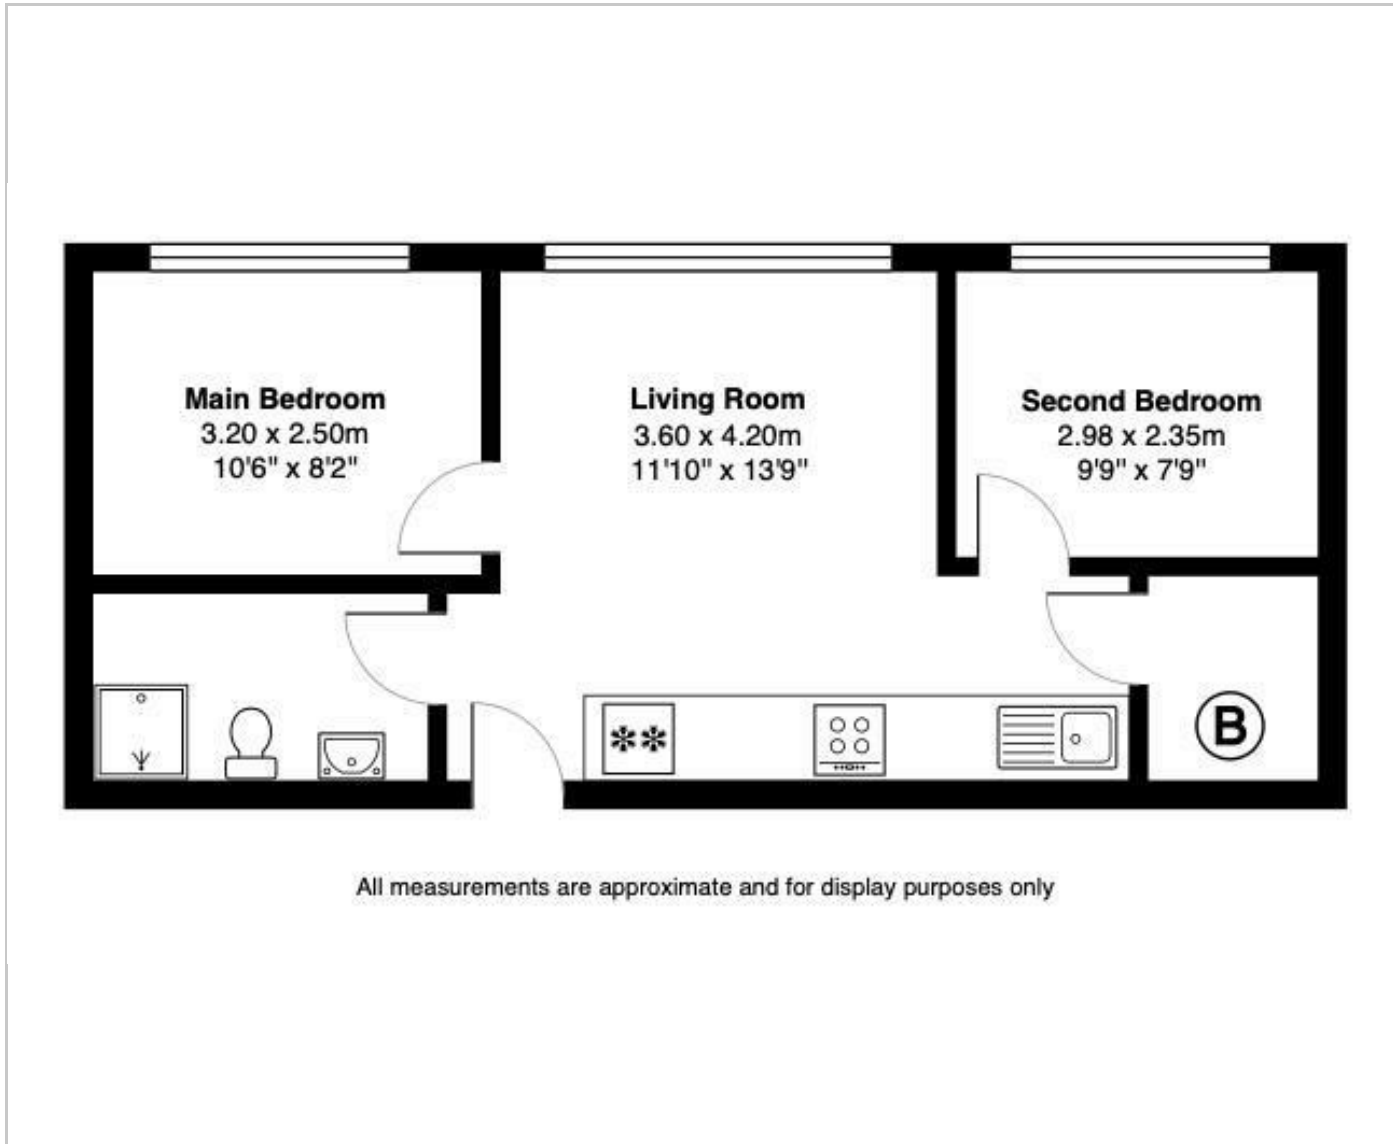 Main Bedroom
3.20 x 2.50m
10'6" x 8'2"
Living Room
3.60 x 4.20m
11'10" x 13'9"
Second Bedroom
2.98 x 2.35m
9'9" x 7'9"
B
All measurements are approximate and for display purposes only